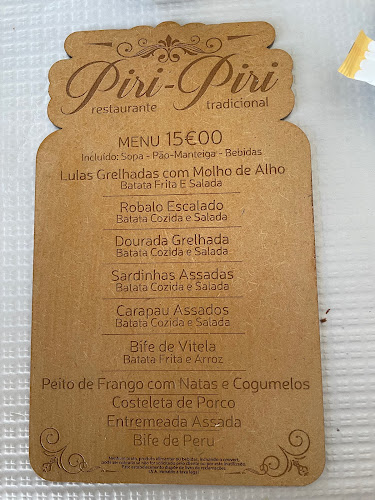 Piri-Piri
restaurante tradicional
MENU 15€00
Incluído: Sopa - Pão-Manteiga - Bebidas
Lulas Grelhadas com Molho de Alho
Batata Frita E Salada
Robalo Escalado
Batata Cozida e Salada
Dourada Grelhada
Batata Cozida e Salada
Sardinhas Assadas
Batata Cozida e Salada
Carapau Assados
Batata Cozida e Salada
Bife de Vitela
Batata Frita e Arroz
Peito de Frango com Natas e Cogumelos
Costeleta de Porco
Entremeada Assada
Bife de Peru